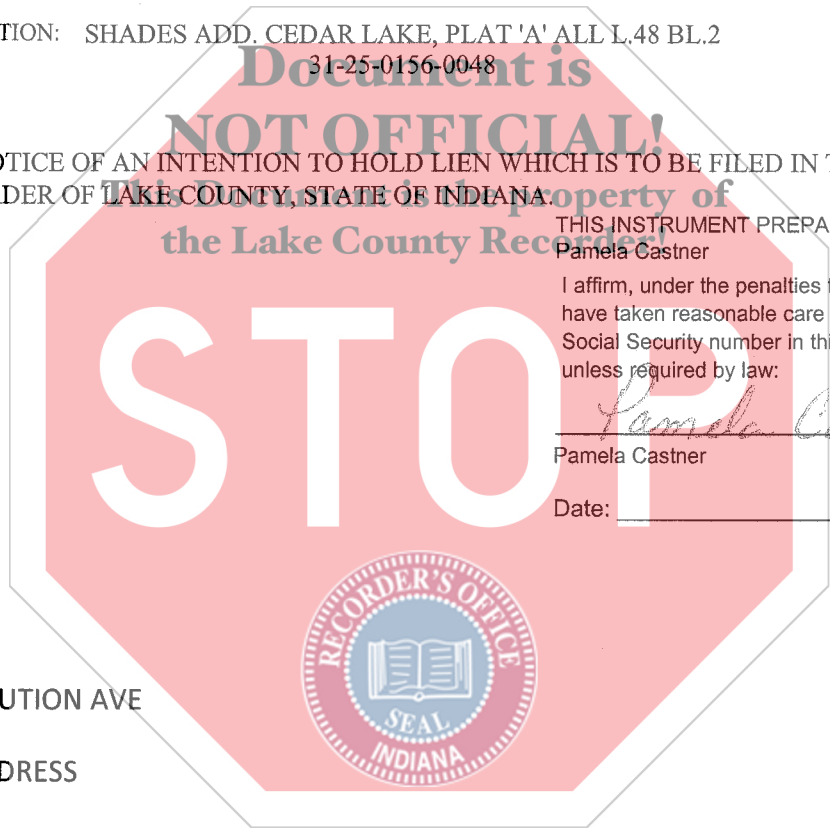 TION: SHADES ADD. CEDAR LAKE, PLAT 'A' ALL L.48 BL.2
31-25-0156-0048
Document is
NOT OFFICIAL!
This Document is the property of
the Lake County Recorder!
OTICE OF AN INTENTION TO HOLD LIEN WHICH IS TO BE FILED IN T
DER OF LAKE COUNTY, STATE OF INDIANA.
THIS INSTRUMENT PREPA
Pamela Castner
I affirm, under the penalties f
have taken reasonable care
Social Security number in thi
unless required by law:
Pamela C
Pamela Castner
Date:
STOP
RECORDER'S OFFICE
SEAL
INDIANA
UTION AVE
DRESS